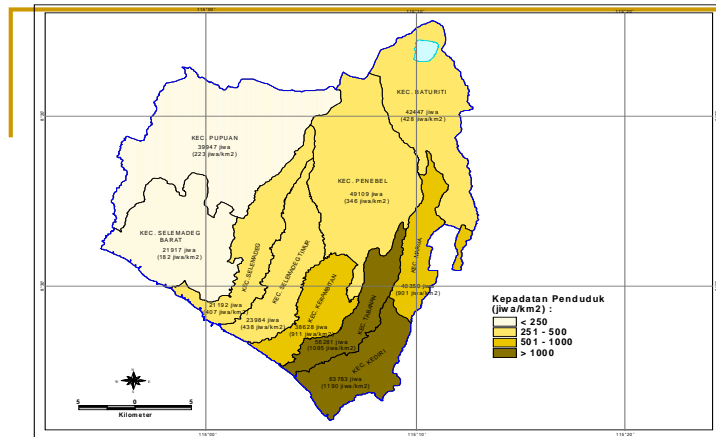 KEC. BATURITI
42447 jiwa
(428 jiwa/km2)
KEC. PUPUAN
39947 jiwa
(223 jiwa/km2)
KEC. PENEBEL
49109 jiwa
(346 jiwa/km2)
KEC. SELEMADEG
BARAT
21917 jiwa
(182 jiwa/km2)
KEC. SELEMADEG
KEC. SELEMADEG TIMUR
KEC. KERAMBITAN
KEC. TABANAN
KEC. MARGA
(901 jiwa/km2)
21192 jiwa
(407 jiwa/km2)
23984 jiwa
(438 jiwa/km2)
38628 jiwa
(911 jiwa/km2)
56281 jiwa
(1095 jiwa/km2)
KEC. KEDIRI
63783 jiwa
(1190 jiwa/km2)
Kepadatan Penduduk
(jiwa/km2) :
< 250
251 - 500
501 - 1000
> 1000
5 0 5
Kilometer